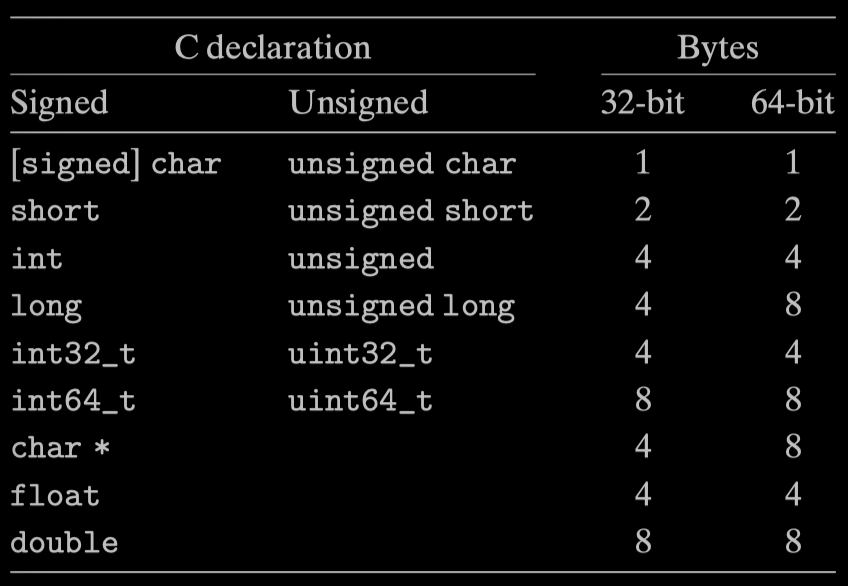 C declaration Bytes
Signed Unsigned 32-bit 64-bit
[signed] char unsigned char 1 1
short unsigned short 2 2
int unsigned 4 4
long unsigned long 4 8
int32_t uint32_t 4 4
int64_t uint64_t 8 8
char * 4 8
float 4 4
double 8 8